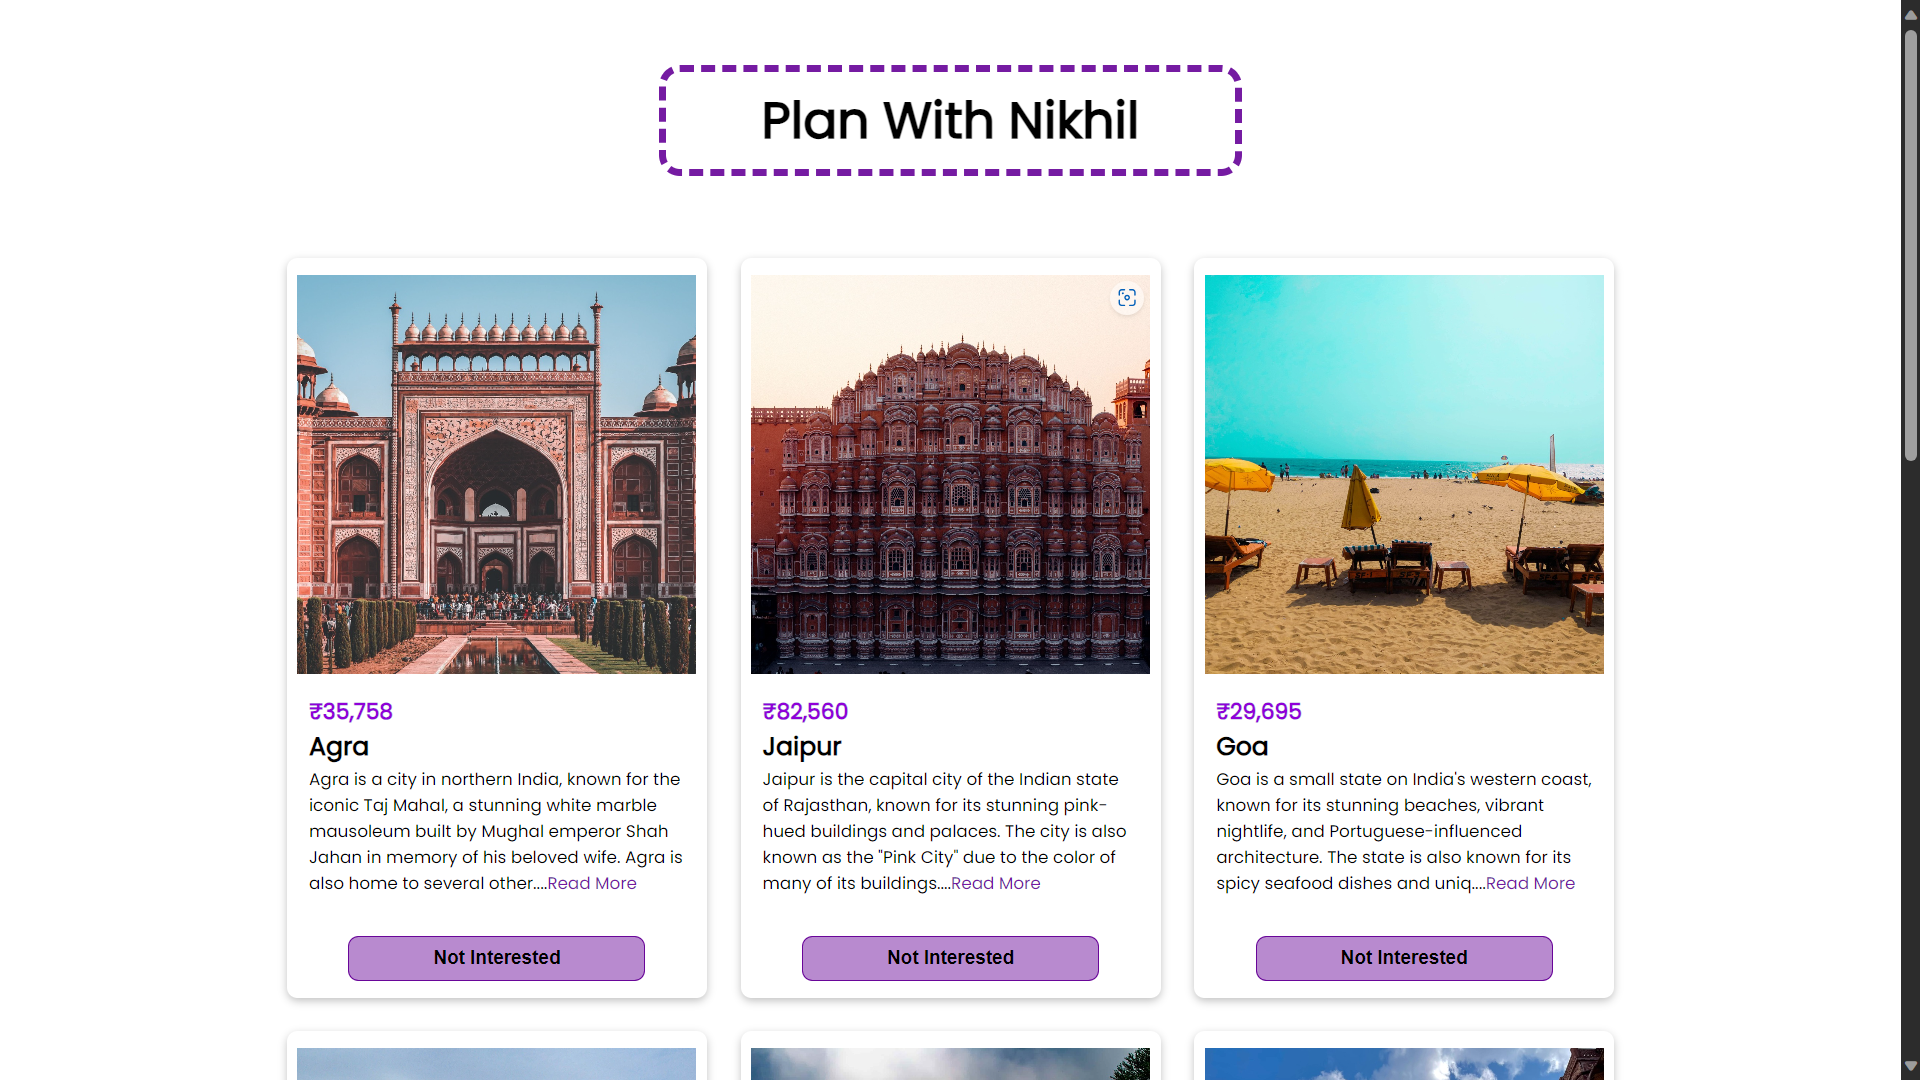 Plan With Nikhil
₹35,758
Agra
Agra is a city in northern India, known for the
iconic Taj Mahal, a stunning white marble
mausoleum built by Mughal emperor Shah
Jahan in memory of his beloved wife. Agra is
also home to several other....Read More
Not Interested
₹82,560
Jaipur
Jaipur is the capital city of the Indian state
of Rajasthan, known for its stunning pink-
hued buildings and palaces. The city is also
known as the "Pink City" due to the color of
many of its buildings....Read More
Not Interested
₹29,695
Goa
Goa is a small state on India's western coast,
known for its stunning beaches, vibrant
nightlife, and Portuguese-influenced
architecture. The state is also known for its
spicy seafood dishes and uniq....Read More
Not Interested